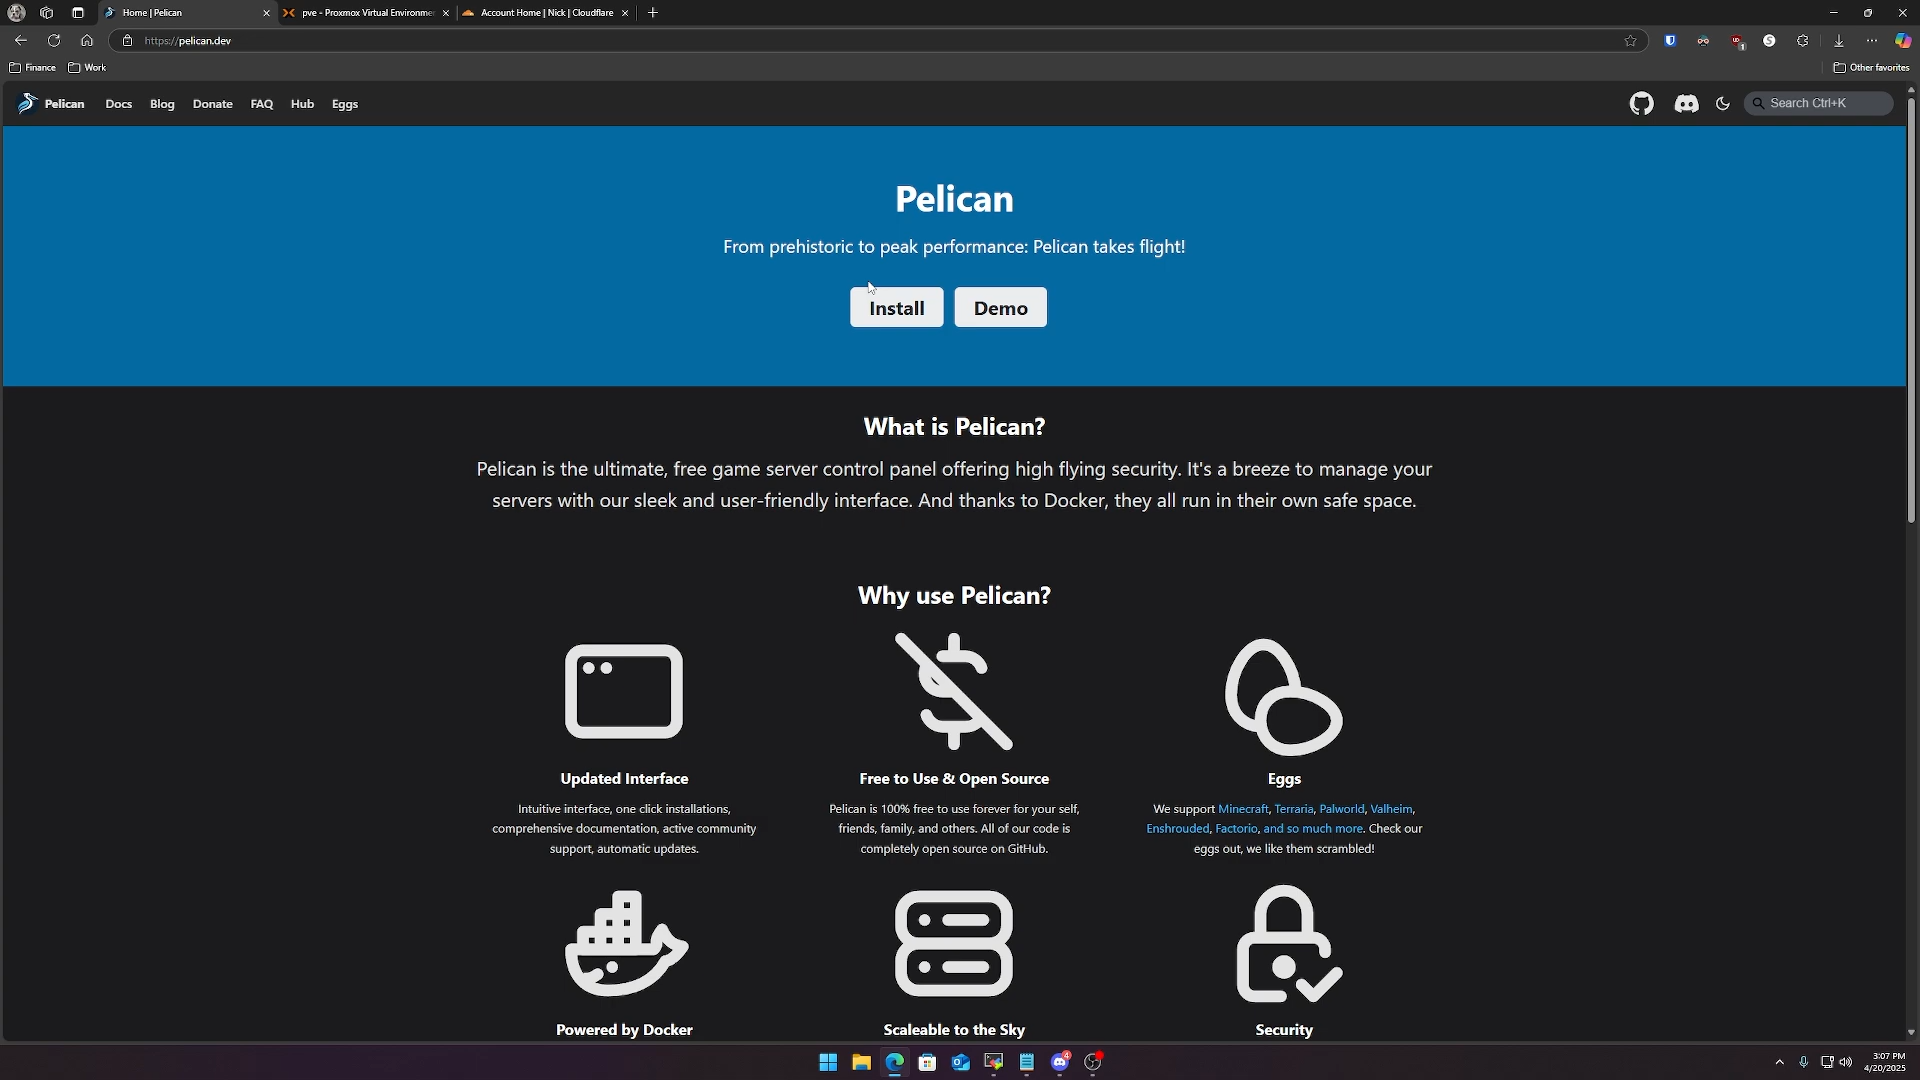 Home | Pelican
pve - Proxmox Virtual Environmen
Account Home | Nick | Cloudflare
https://pelican.dev
Finance
Work
Other favorites
Pelican
Docs
Blog
Donate
FAQ
Hub
Eggs
Search Ctrl+K
Pelican
From prehistoric to peak performance: Pelican takes flight!
Install
Demo
What is Pelican?
Pelican is the ultimate, free game server control panel offering high flying security. It's a breeze to manage your
servers with our sleek and user-friendly interface. And thanks to Docker, they all run in their own safe space.
Why use Pelican?
Updated Interface
Intuitive interface, one click installations,
comprehensive documentation, active community
support, automatic updates.
Free to Use & Open Source
Pelican is 100% free to use forever for your self,
friends, family, and others. All of our code is
completely open source on GitHub.
Eggs
We support Minecraft, Terraria, Palworld, Valheim,
Enshrouded, Factorio, and so much more. Check our
eggs out, we like them scrambled!
Powered by Docker
Scaleable to the Sky
Security
3:07 PM
4/20/2025